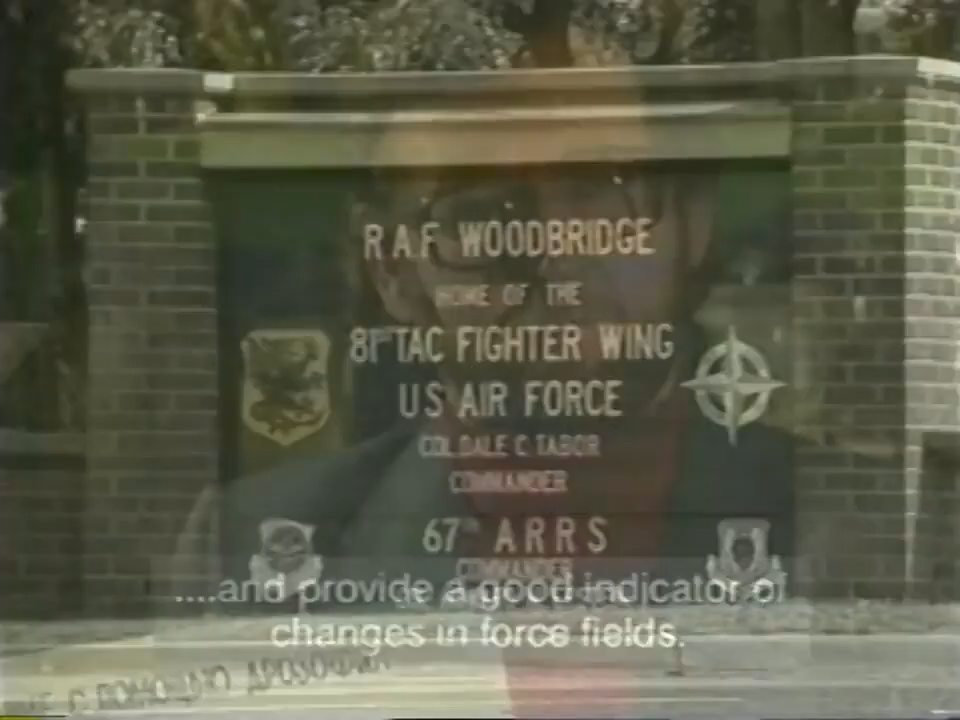 R.A.F. WOODBRIDGE
HOME OF THE
81ST TAC FIGHTER WING
US AIR FORCE
COL DALE C TABOR
COMMANDER
67TH ARRS
COMMANDER
....and provide a good indicator of
changes in force fields.